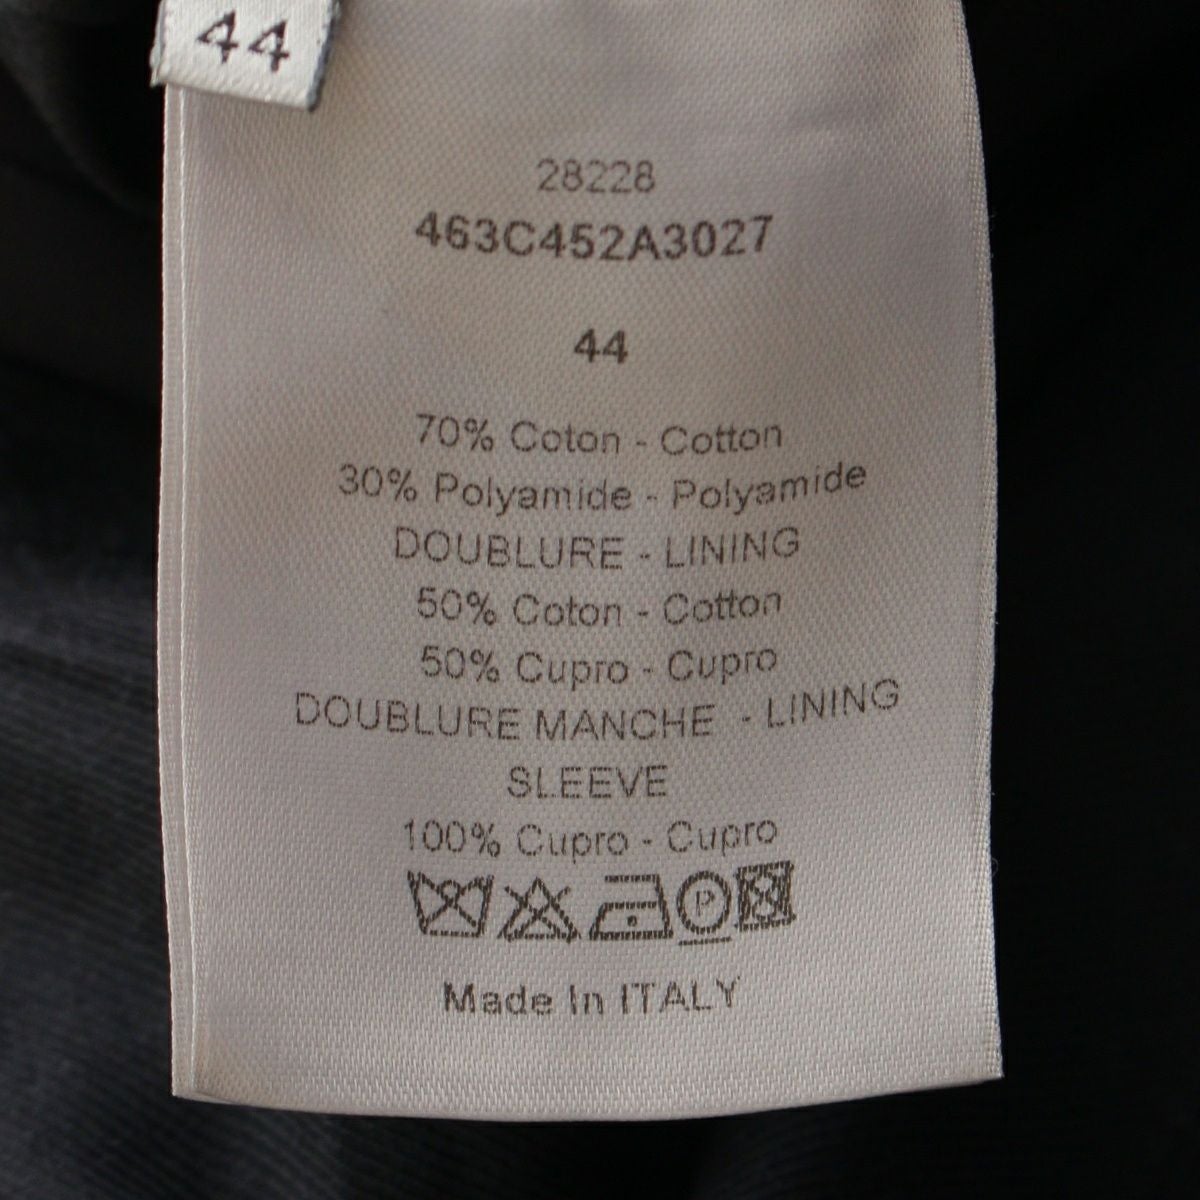 44
28228
463C452A3027
44
70% Coton - Cotton
30% Polyamide - Polyamide
DOUBLURE - LINING
50% Coton - Cotton
50% Cupro - Cupro
DOUBLURE MANCHE - LINING
SLEEVE
100% Cupro - Cupro
P
Made In ITALY